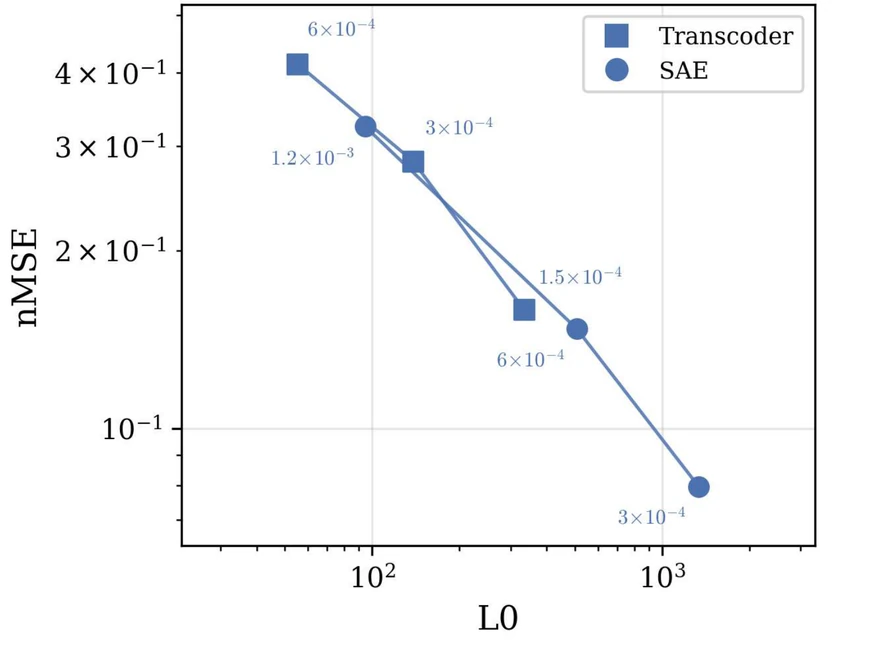 6×10⁻⁴
Transcoder
SAE
4 × 10⁻¹
3×10⁻⁴
3 × 10⁻¹
1.2×10⁻³
2 × 10⁻¹
1.5×10⁻⁴
nMSE
6×10⁻⁴
10⁻¹
3×10⁻⁴
10²
10³
L0